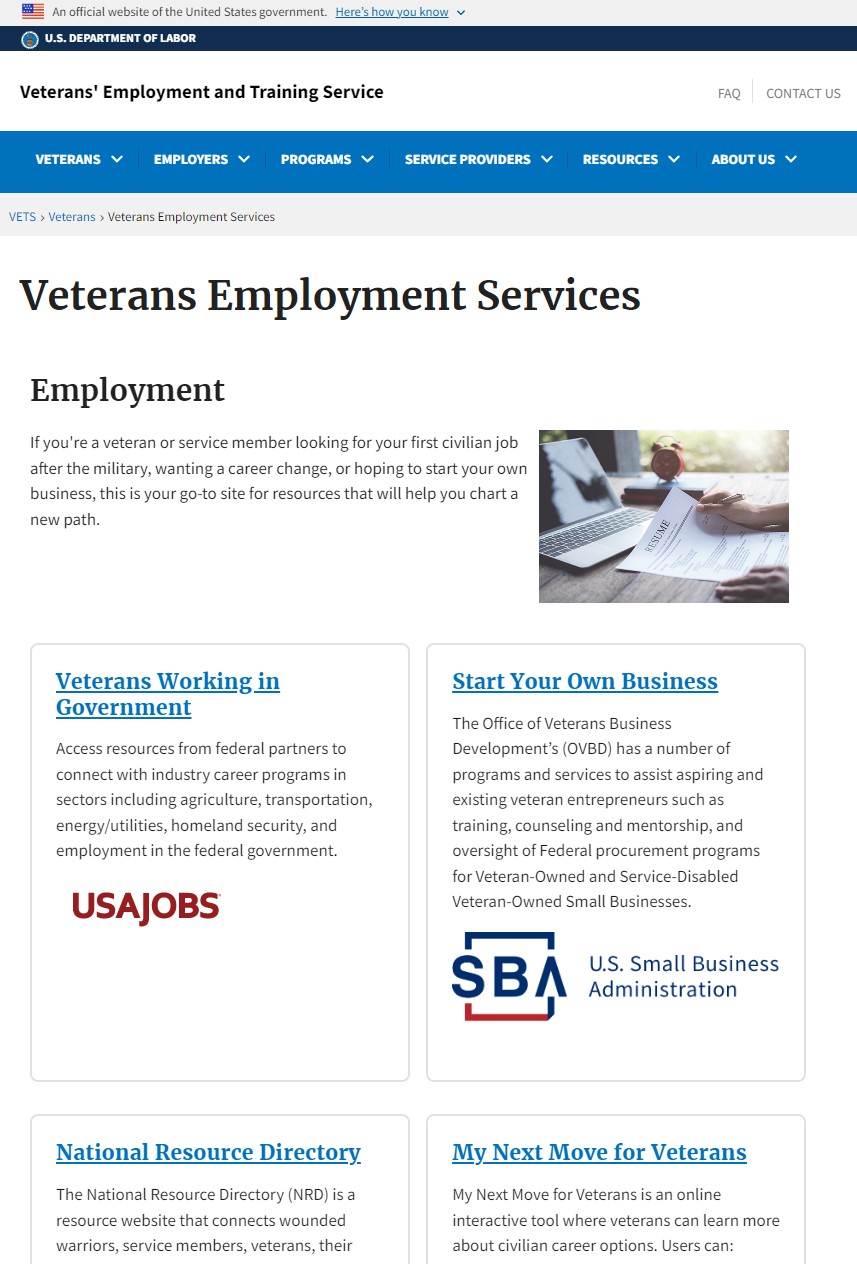 An official website of the United States government. Here's how you know
U.S. DEPARTMENT OF LABOR
Veterans' Employment and Training Service
FAQ
CONTACT US
VETERANS
EMPLOYERS
PROGRAMS
SERVICE PROVIDERS
RESOURCES
ABOUT US
VETS › Veterans › Veterans Employment Services
Veterans Employment Services
Employment
If you're a veteran or service member looking for your first civilian job
after the military, wanting a career change, or hoping to start your own
business, this is your go-to site for resources that will help you chart a
new path.
RESUME
Veterans Working in
Government
Access resources from federal partners to
connect with industry career programs in
sectors including agriculture, transportation,
energy/utilities, homeland security, and
employment in the federal government.
USAJOBS
Start Your Own Business
The Office of Veterans Business
Development’s (OVBD) has a number of
programs and services to assist aspiring and
existing veteran entrepreneurs such as
training, counseling and mentorship, and
oversight of Federal procurement programs
for Veteran-Owned and Service-Disabled
Veteran-Owned Small Businesses.
SBA
U.S. Small Business
Administration
National Resource Directory
The National Resource Directory (NRD) is a
resource website that connects wounded
warriors, service members, veterans, their
My Next Move for Veterans
My Next Move for Veterans is an online
interactive tool where veterans can learn more
about civilian career options. Users can: